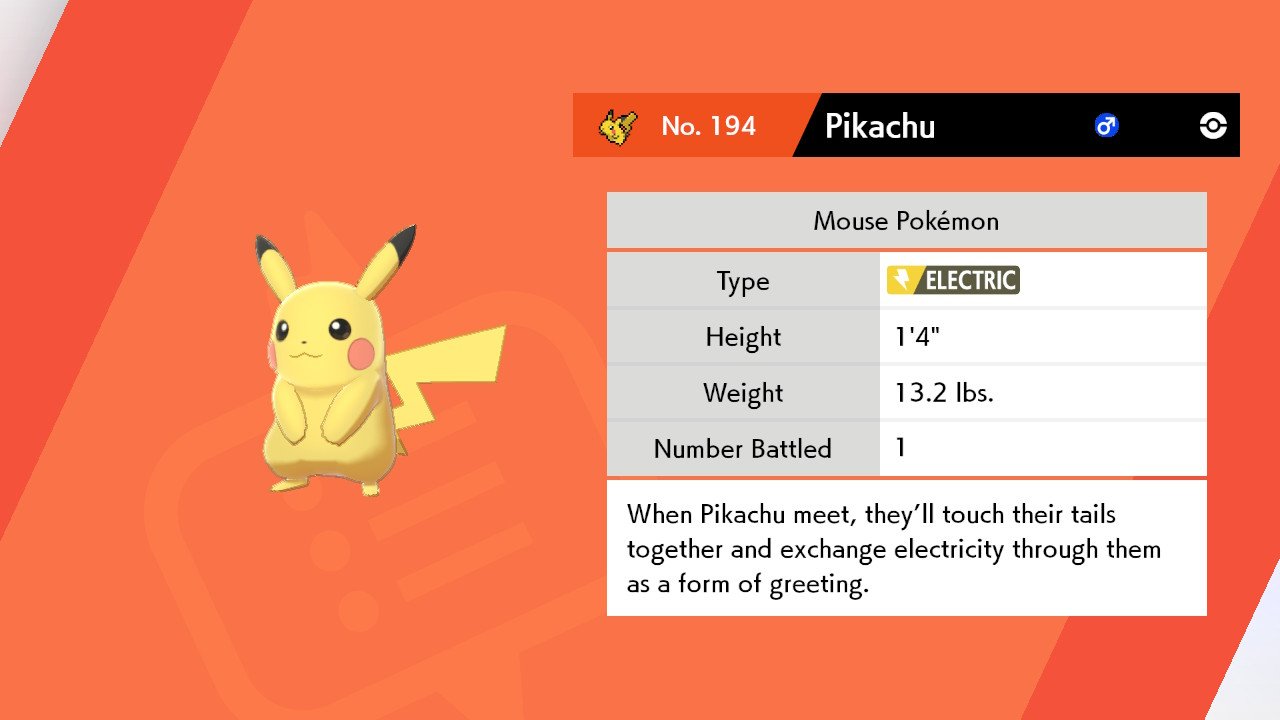 No. 194 Pikachu ♂
Mouse Pokémon
Type ELECTRIC
Height 1'4"
Weight 13.2 lbs.
Number Battled 1
When Pikachu meet, they’ll touch their tails
together and exchange electricity through them
as a form of greeting.